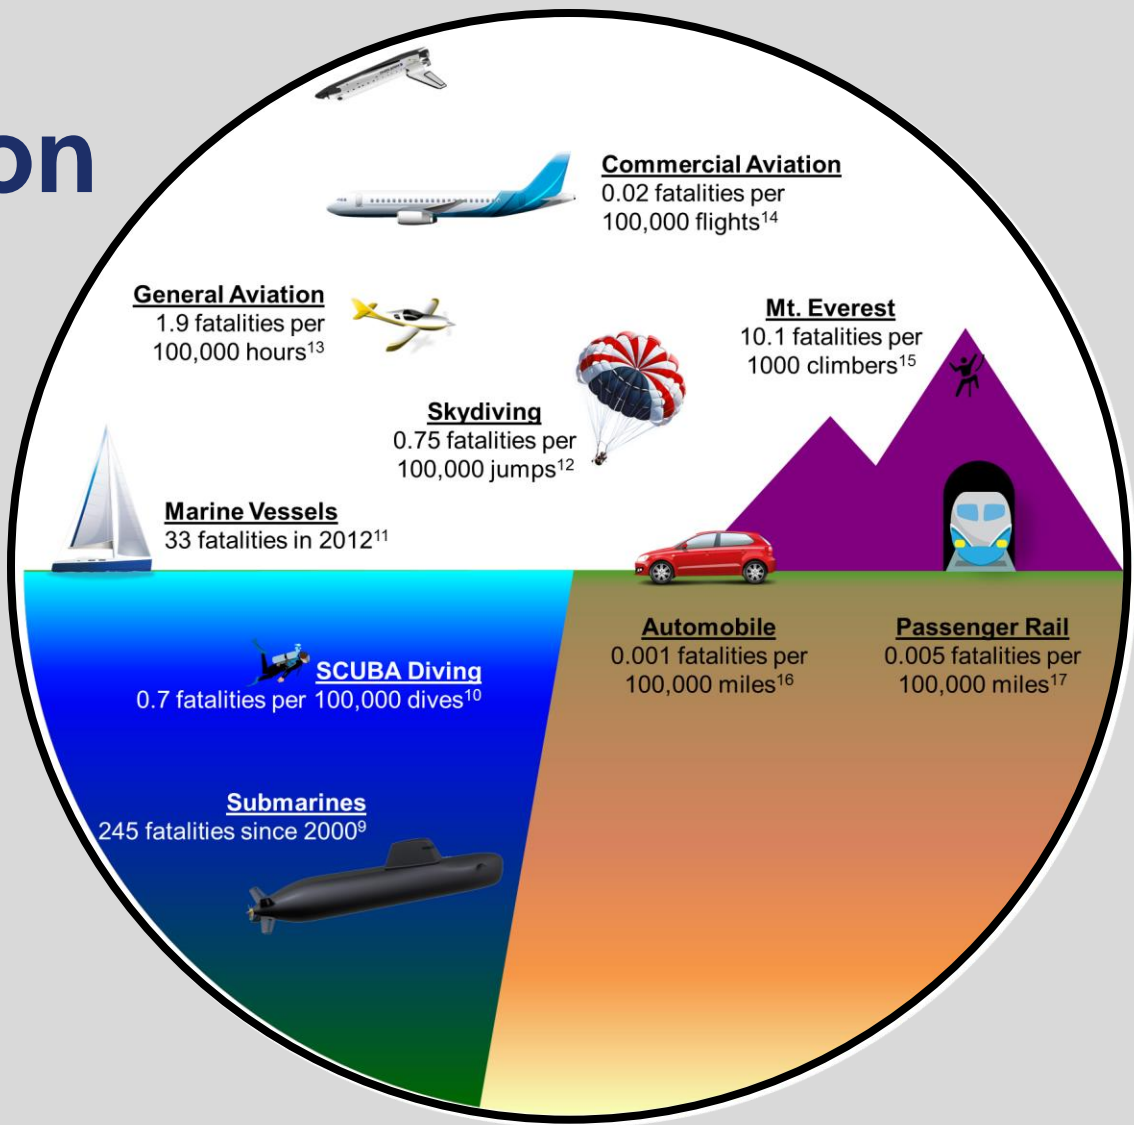 on
Commercial Aviation
0.02 fatalities per
100,000 flights14
General Aviation
1.9 fatalities per
100,000 hours13
Mt. Everest
10.1 fatalities per
1000 climbers15
Skydiving
0.75 fatalities per
100,000 jumps12
Marine Vessels
33 fatalities in 201211
Automobile
0.001 fatalities per
100,000 miles16
Passenger Rail
0.005 fatalities per
100,000 miles17
SCUBA Diving
0.7 fatalities per 100,000 dives10
Submarines
245 fatalities since 20009